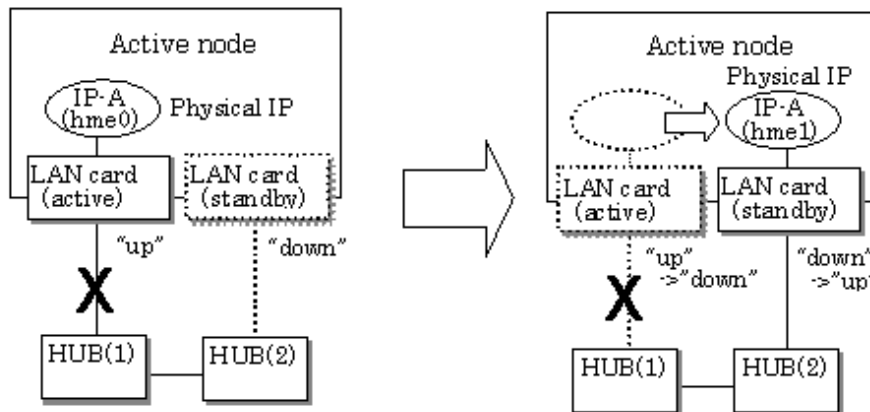 Active node
IP-A
(hme0)
Physical IP
LAN card
(active)
LAN card
(standby)
“up”
“down”
X
HUB(1)
HUB(2)
Active node
Physical IP
IP-A
(hme1)
LAN card
(active)
LAN card
(standby)
“up”
->”down”
“down”
->”up”
X
HUB(1)
HUB(2)